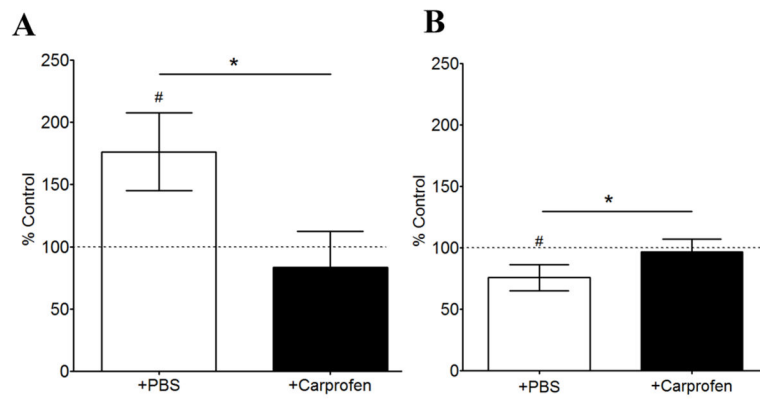 A
250
200
150
100
50
0
% Control
#
*
+PBS
+Carprofen
B
250
200
150
100
50
0
% Control
#
*
+PBS
+Carprofen